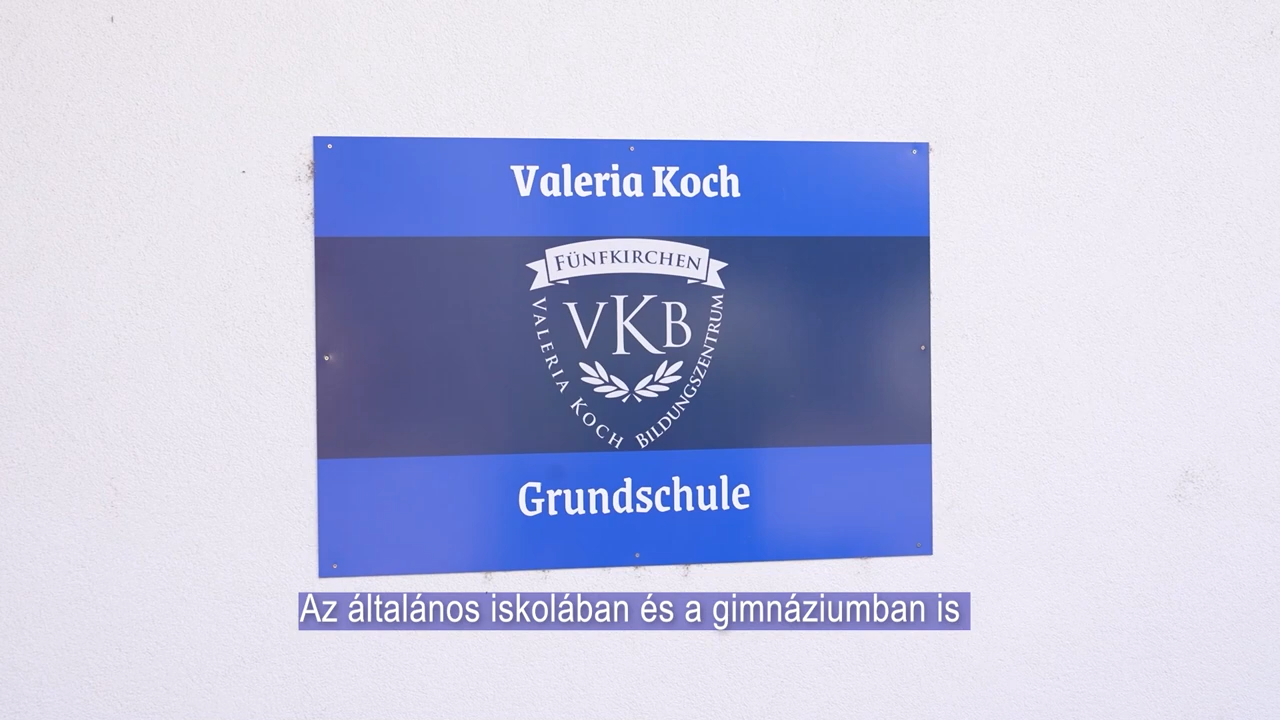 Valeria Koch
FÜNFKIRCHEN
VKB
VALERIA KOCH BILDUNGSZENTRUM
Grundschule
Az általános iskolában és a gimnáziumban is